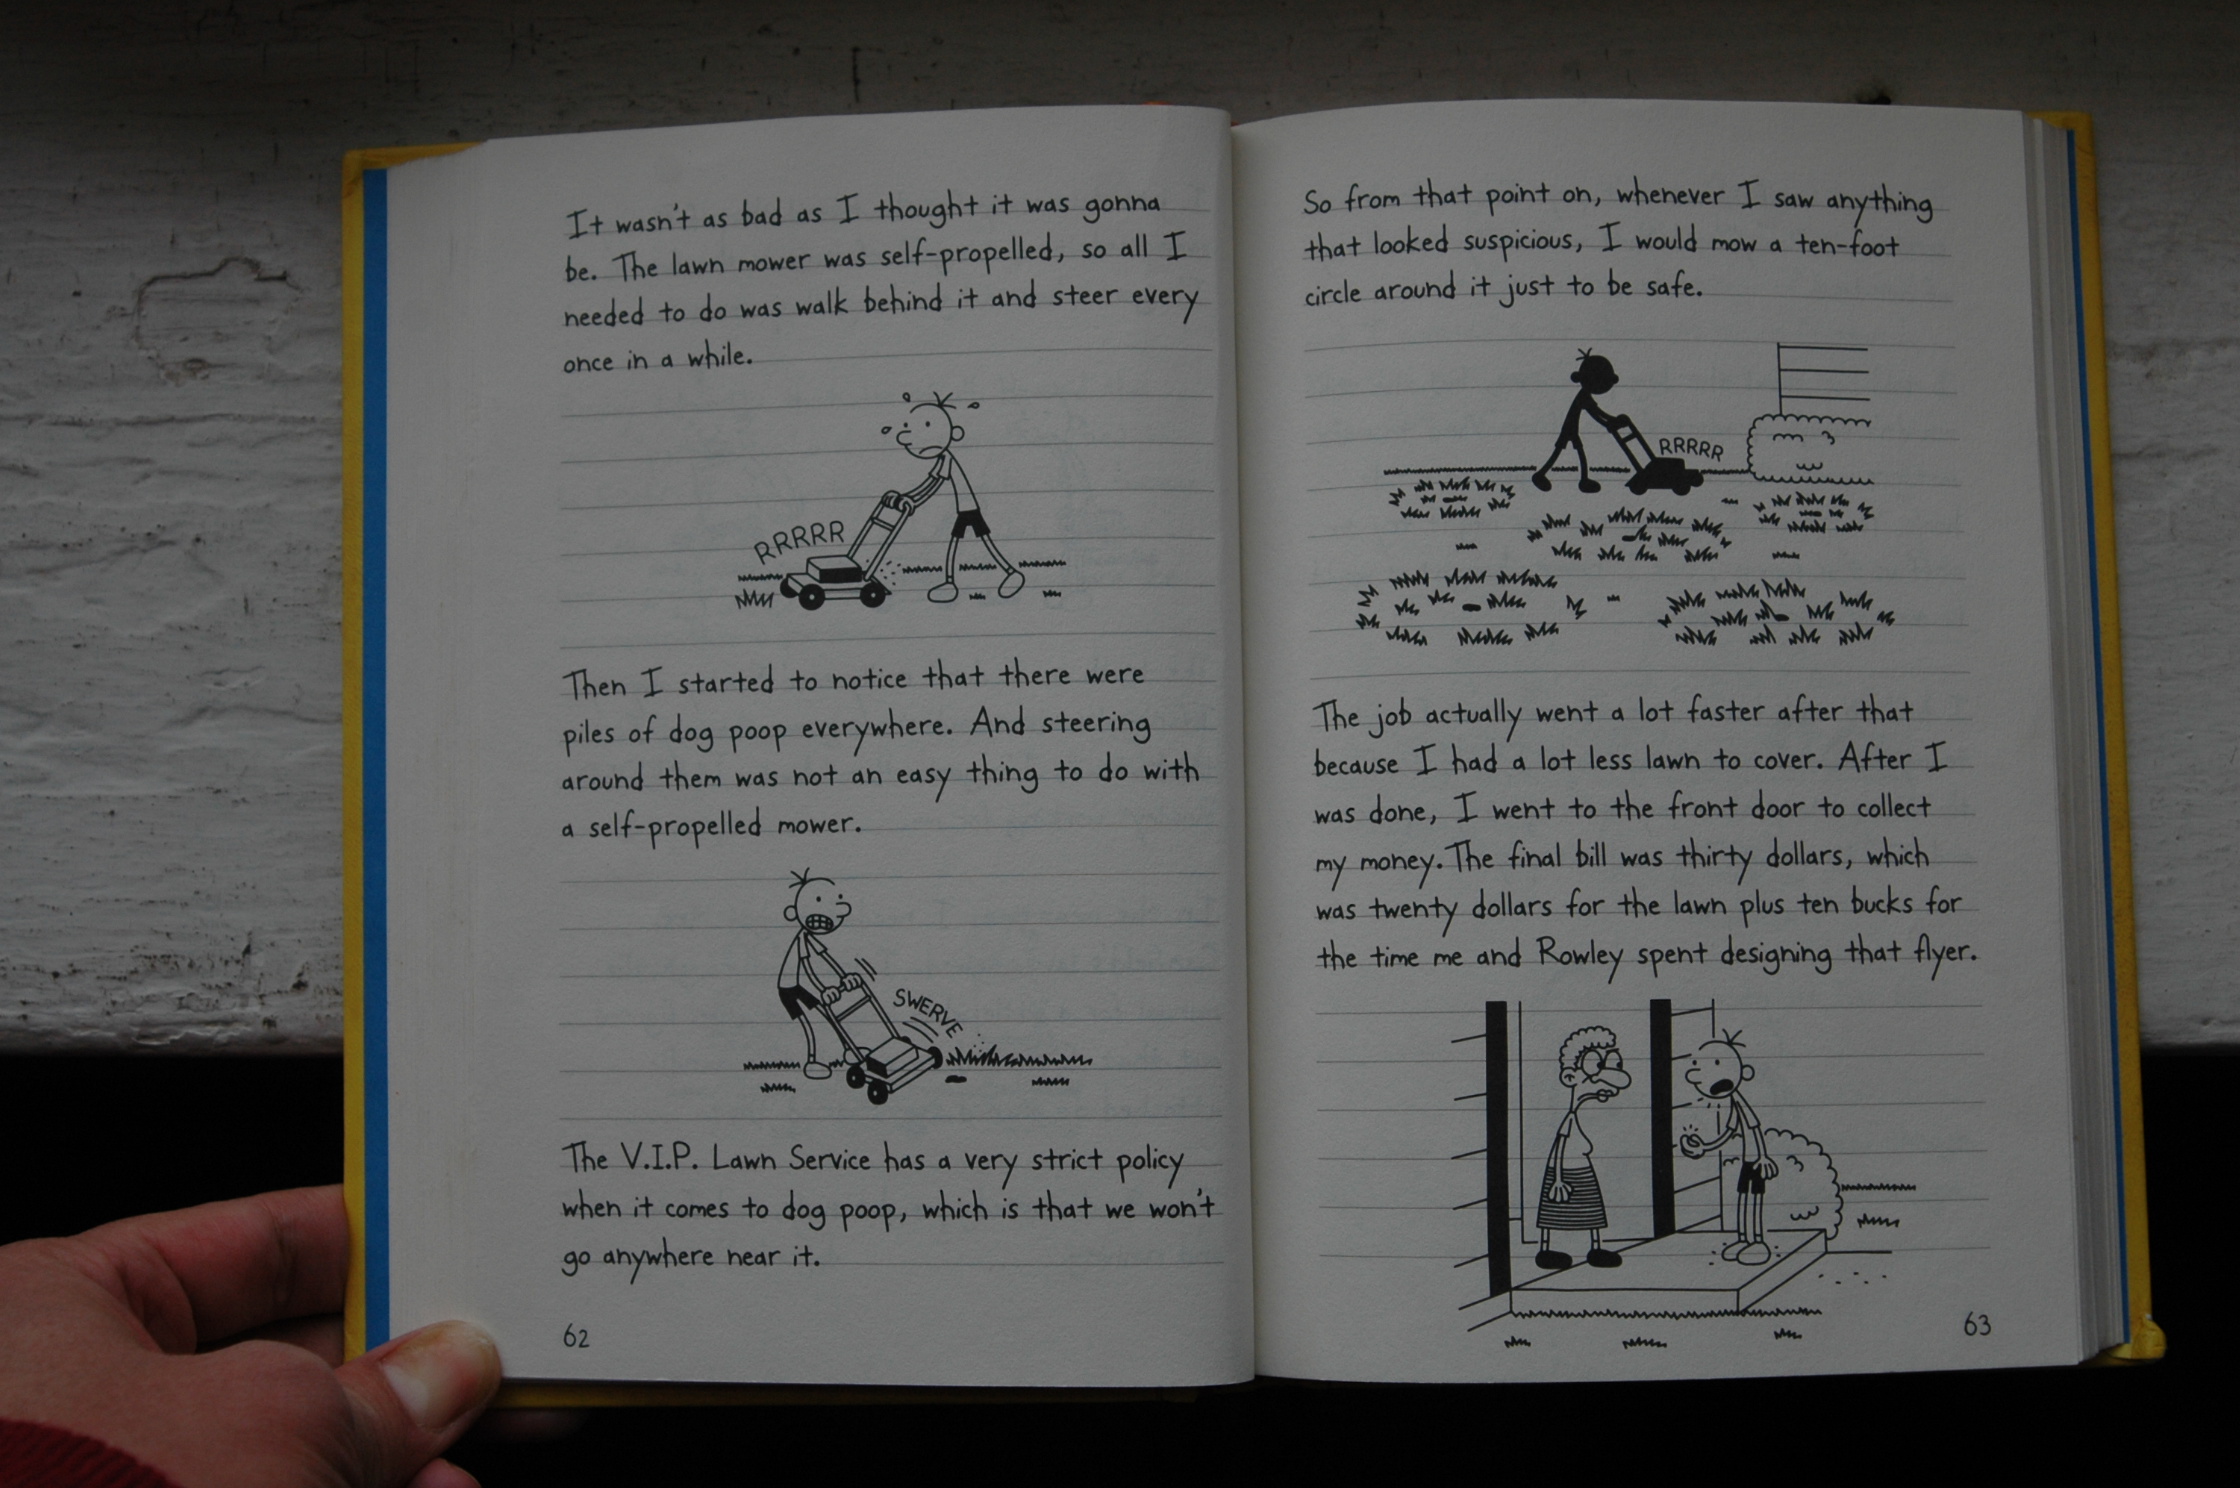 It wasn't as bad as I thought it was gonna
be. The lawn mower was self-propelled, so all I
needed to do was walk behind it and steer every
once in a while.
RRRRR
Then I started to notice that there were
piles of dog poop everywhere. And steering
around them was not an easy thing to do with
a self-propelled mower.
SWERVE
The V.I.P. Lawn Service has a very strict policy
when it comes to dog poop, which is that we won't
go anywhere near it.
62
So from that point on, whenever I saw anything
that looked suspicious, I would mow a ten-foot
circle around it just to be safe.
RRRRR
The job actually went a lot faster after that
because I had a lot less lawn to cover. After I
was done, I went to the front door to collect
my money. The final bill was thirty dollars, which
was twenty dollars for the lawn plus ten bucks for
the time me and Rowley spent designing that flyer.
63